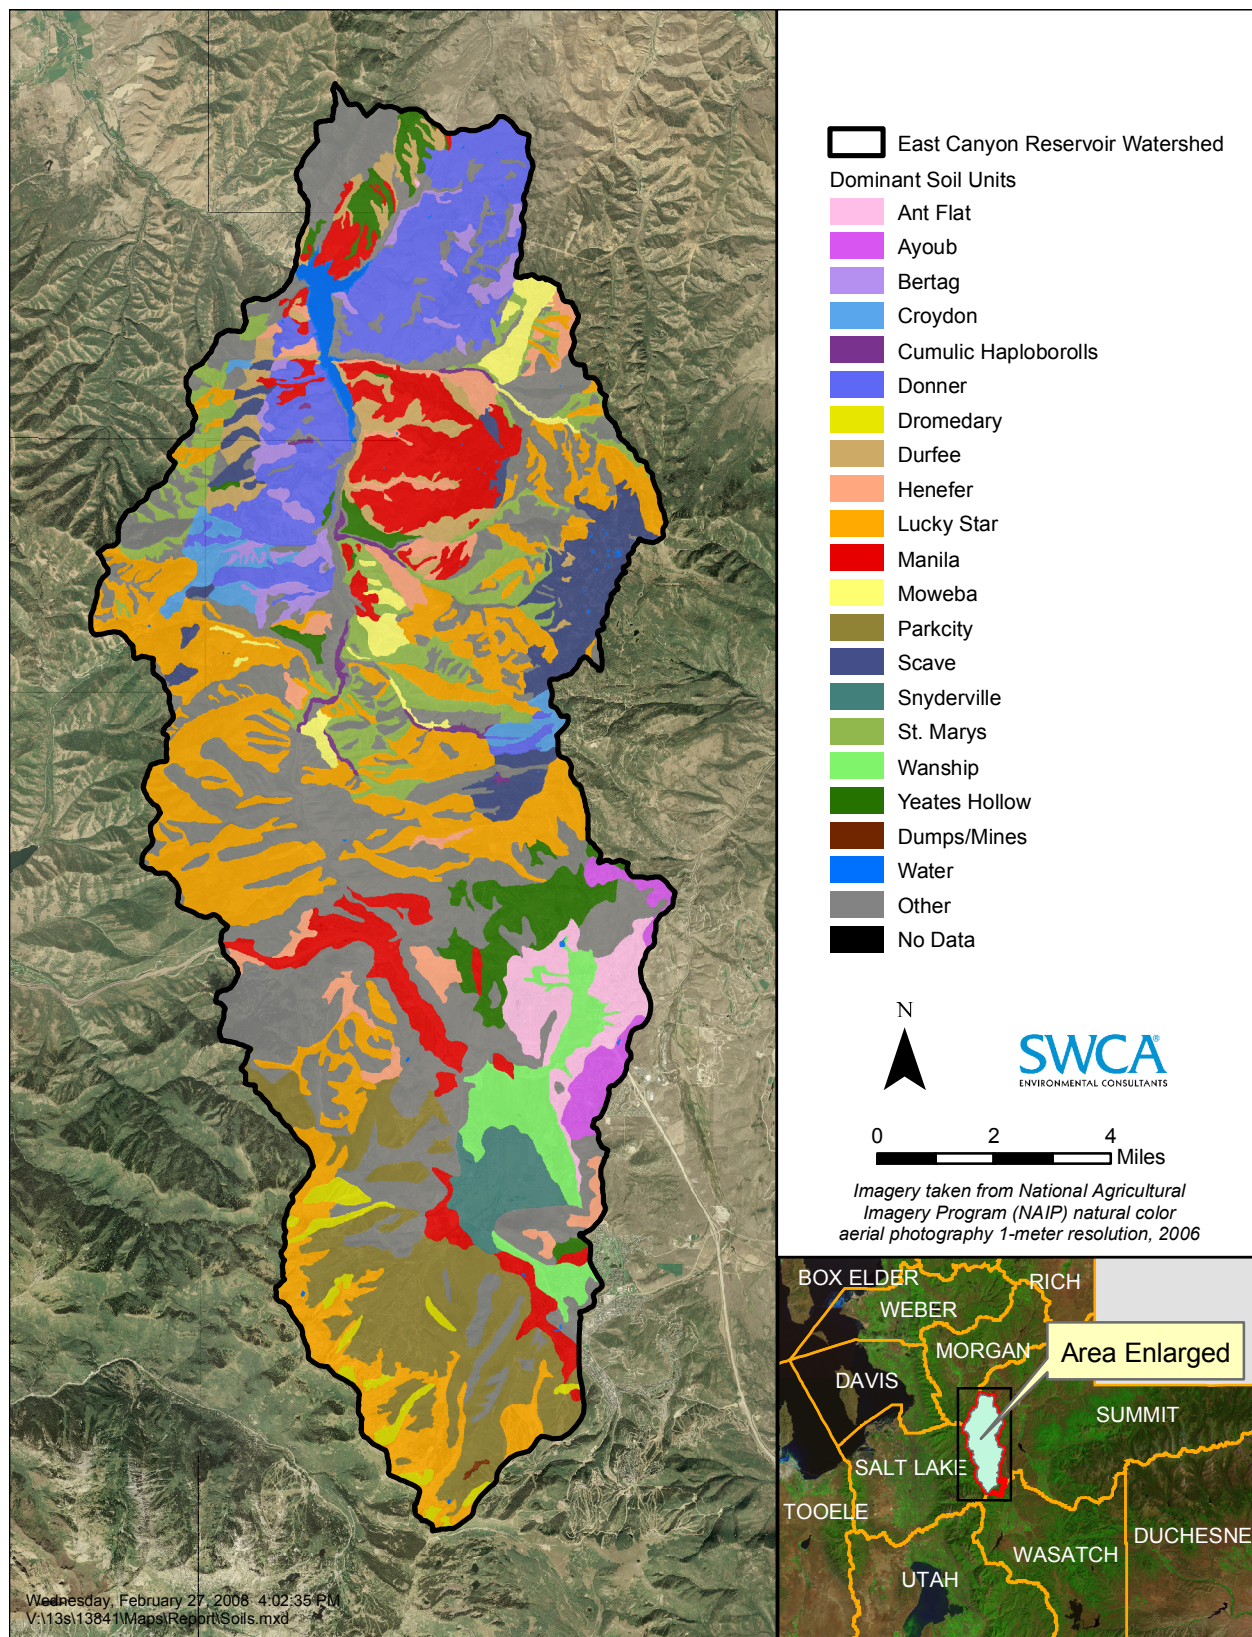 East Canyon Reservoir Watershed
Dominant Soil Units
Ant Flat
Ayoub
Bertag
Croydon
Cumulic Haploborolls
Donner
Dromedary
Durfee
Henefer
Lucky Star
Manila
Moweba
Parkcity
Scave
Snyderville
St. Marys
Wanship
Yeates Hollow
Dumps/Mines
Water
Other
No Data
N
SWCA®
ENVIRONMENTAL CONSULTANTS
0 2 4
Miles
Imagery taken from National Agricultural
Imagery Program (NAIP) natural color
aerial photography 1-meter resolution, 2006
BOX ELDER
RICH
WEBER
MORGAN
Area Enlarged
DAVIS
SUMMIT
SALT LAKE
TOOELE
DUCHESNE
WASATCH
UTAH
Wednesday, February 27, 2008 4:02:35 PM
V:\13s\13841\Maps\Report\Soils.mxd